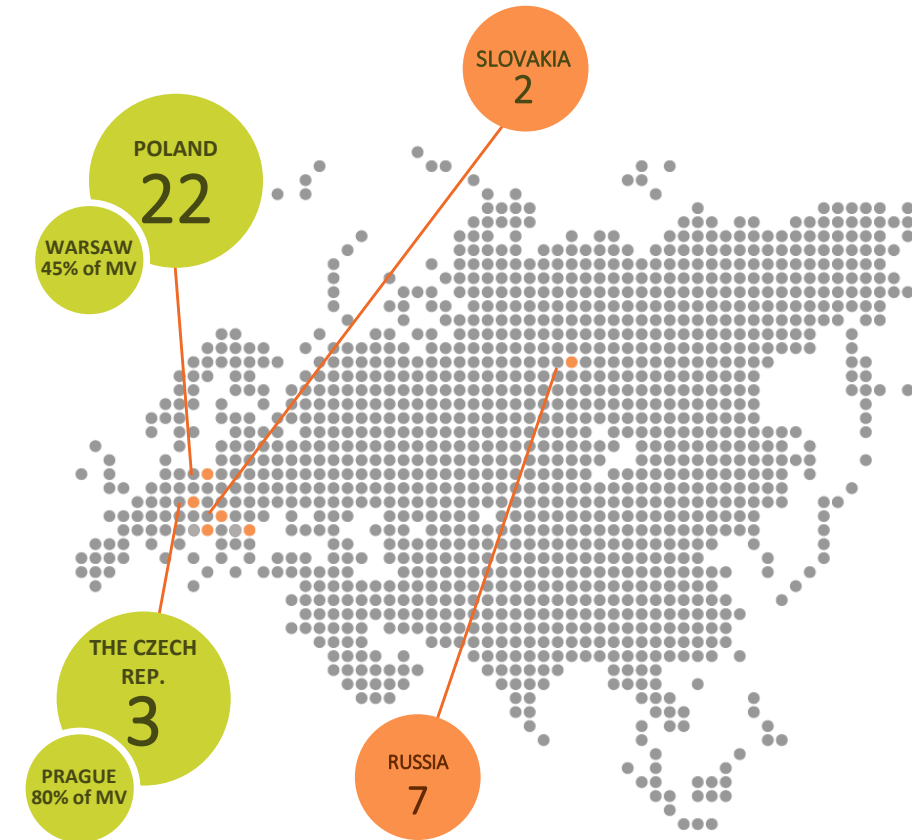 SLOVAKIA
2
POLAND
22
WARSAW
45% of MV
THE CZECH
REP.
3
PRAGUE
80% of MV
RUSSIA
7